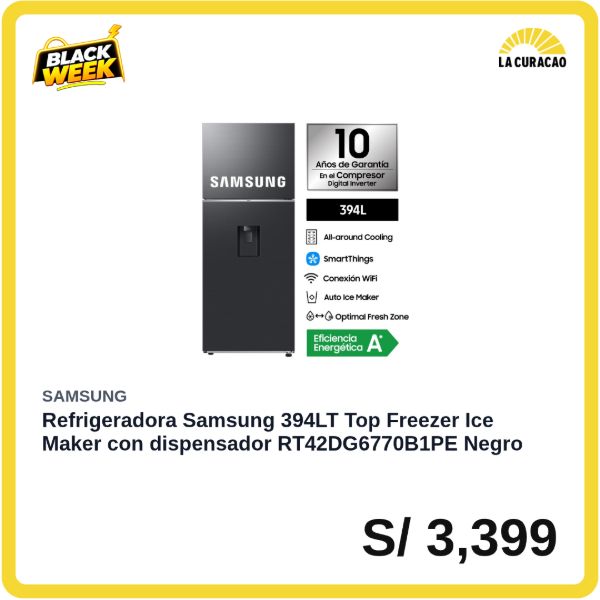 BLACK
WEEK
LA CURACAO
SAMSUNG
10
Años de Garantía
En el Compresor
Digital Inverter
394L
All-around Cooling
SmartThings
Conexión WiFi
Auto Ice Maker
Optimal Fresh Zone
Eficiencia
Energética A*
SAMSUNG
Refrigeradora Samsung 394LT Top Freezer Ice
Maker con dispensador RT42DG6770B1PE Negro
S/ 3,399